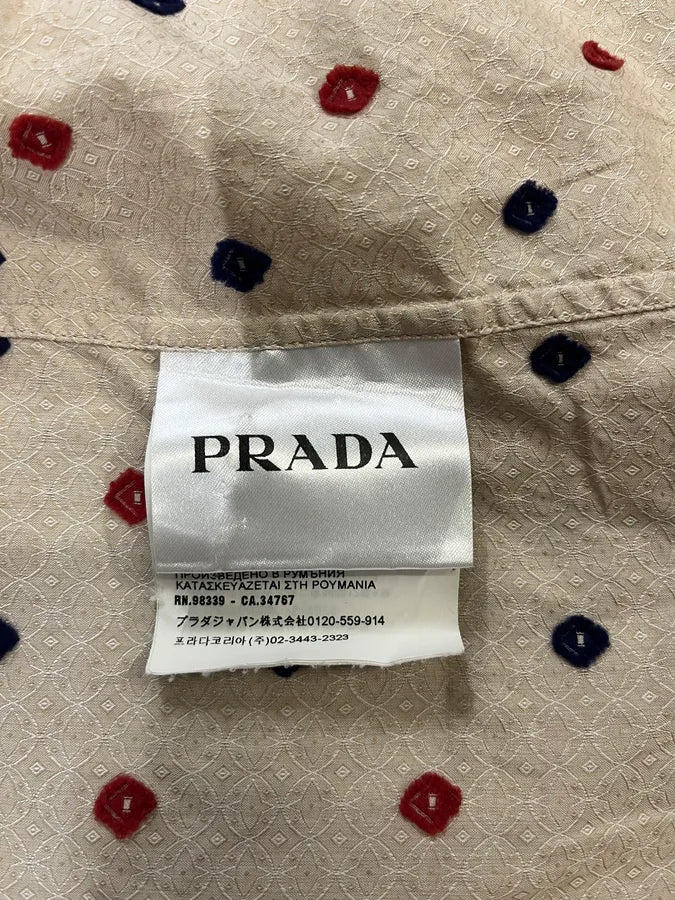 PRADA
ПРОИЗВЕДЕНО В РУМЪНИЯ
ΚΑΤΑΣΚΕΥΑΖΕΤΑΙ ΣΤΗ ΡΟΥΜΑΝΙΑ
RN.98339 - CA.34767
プラダジャパン株式会社0120-559-914
프라다코리아 (주)02-3443-2323